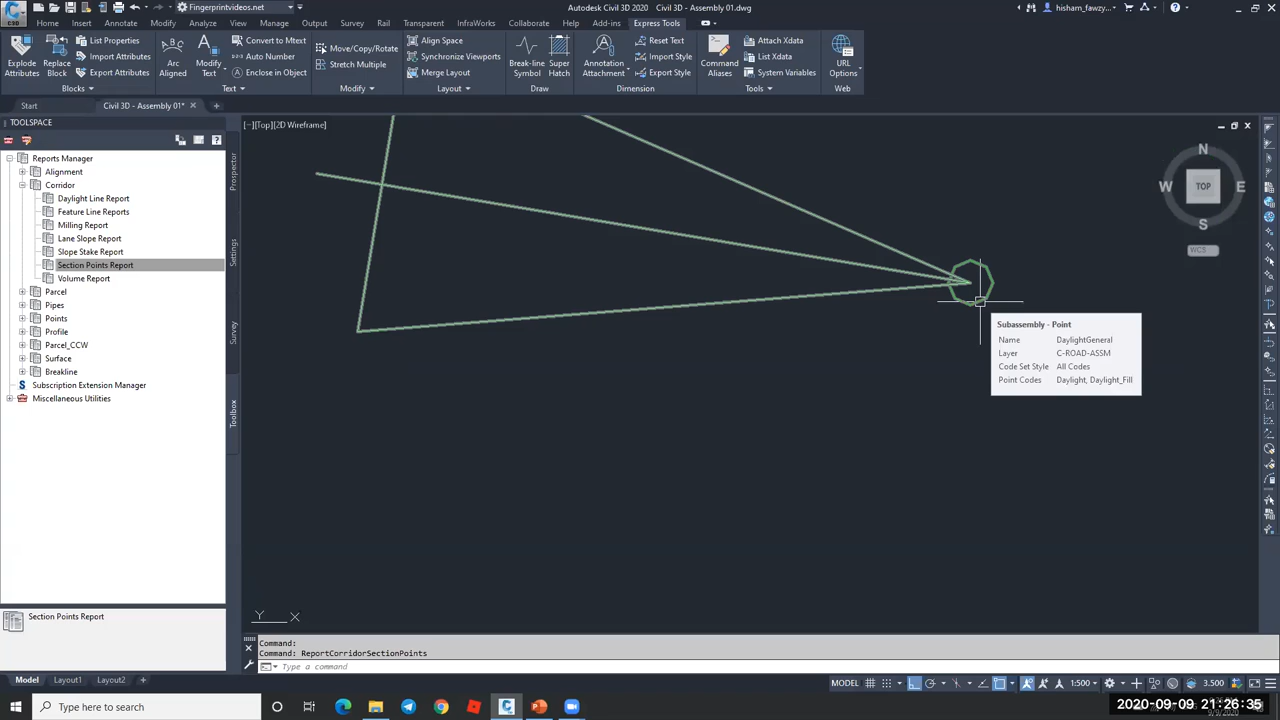 C3D
Fingerprintvideos.net
Autodesk Civil 3D 2020   Civil 3D - Assembly 01.dwg
hisham_fawzy...
Home
Insert
Annotate
Modify
Analyze
View
Manage
Output
Survey
Rail
Transparent
InfraWorks
Collaborate
Help
Add-ins
Express Tools
Explode Attributes
Replace Block
List Properties
Import Attributes
Export Attributes
Blocks
Arc Aligned
Modify Text
Convert to Mtext
Auto Number
Enclose in Object
Text
Move/Copy/Rotate
Stretch Multiple
Modify
Align Space
Synchronize Viewports
Merge Layout
Layout
Break-line Symbol
Super Hatch
Draw
Annotation Attachment
Reset Text
Import Style
Export Style
Dimension
Command Aliases
Attach Xdata
List Xdata
System Variables
Tools
URL Options
Web
Start
Civil 3D - Assembly 01*
TOOLSPACE
Reports Manager
Alignment
Corridor
Daylight Line Report
Feature Line Reports
Milling Report
Lane Slope Report
Slope Stake Report
Section Points Report
Volume Report
Parcel
Pipes
Points
Profile
Parcel_CCW
Surface
Breakline
Subscription Extension Manager
Miscellaneous Utilities
Section Points Report
Prospector
Settings
Survey
Toolbox
[−][Top][2D Wireframe]
N
W
TOP
E
S
WCS
Subassembly - Point
Name   DaylightGeneral
Layer   C-ROAD-ASSM
Code Set Style   All Codes
Point Codes   Daylight, Daylight_Fill
Y
X
Command:
Command: ReportCorridorSectionPoints
Type a command
Model
Layout1
Layout2
MODEL
1:500
3.500
Type here to search
2020-09-09 21:26:35